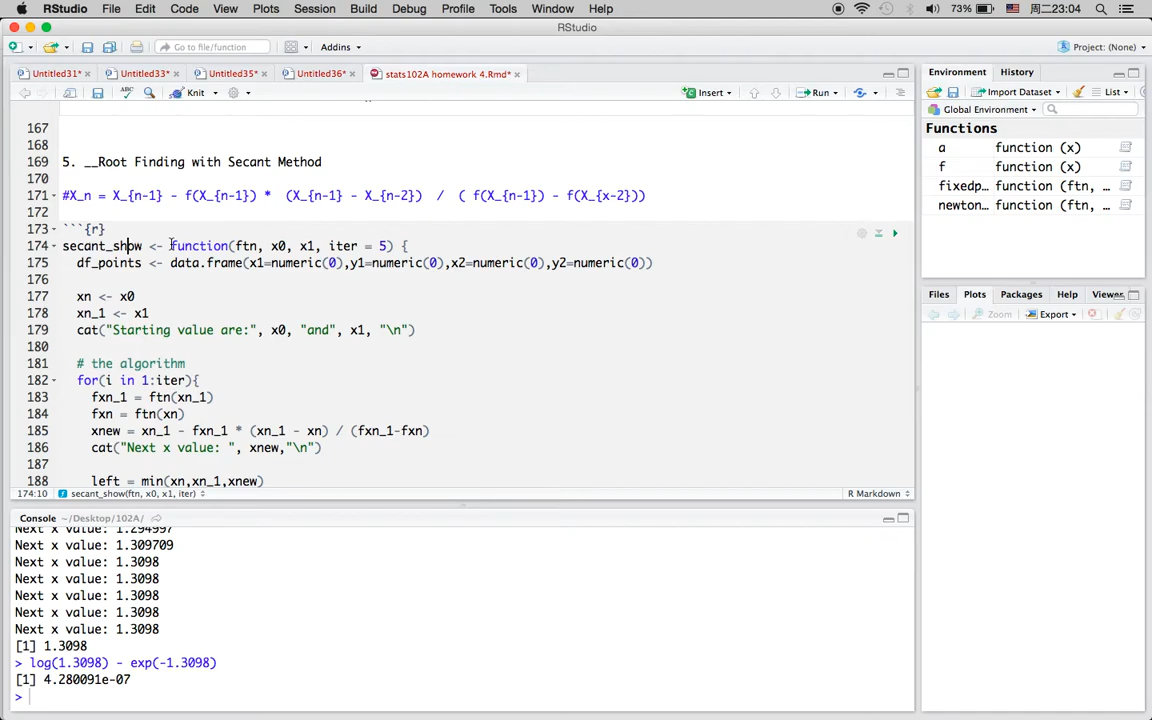 RStudio File Edit Code View Plots Session Build Debug Profile Tools Window Help 73% 周二23:04
RStudio
Go to file/function Addins Project: (None)
Untitled31* Untitled33* Untitled35* Untitled36* stats102A homework 4.Rmd*
Knit Insert Run
167
168
169 5. __Root Finding with Secant Method
170
171 #X_n = X_{n-1} - f(X_{n-1}) * (X_{n-1} - X_{n-2}) / ( f(X_{n-1}) - f(X_{x-2}))
172
173 ```{r}
174 secant_show <- function(ftn, x0, x1, iter = 5) {
175 df_points <- data.frame(x1=numeric(0),y1=numeric(0),x2=numeric(0),y2=numeric(0))
176
177 xn <- x0
178 xn_1 <- x1
179 cat("Starting value are:", x0, "and", x1, "\n")
180
181 # the algorithm
182 for(i in 1:iter){
183 fxn_1 = ftn(xn_1)
184 fxn = ftn(xn)
185 xnew = xn_1 - fxn_1 * (xn_1 - xn) / (fxn_1-fxn)
186 cat("Next x value: ", xnew,"\n")
187
188 left = min(xn,xn_1,xnew)
174:10 secant_show(ftn, x0, x1, iter) R Markdown
Console ~/Desktop/102A/
Next x value: 1.294997
Next x value: 1.309709
Next x value: 1.3098
Next x value: 1.3098
Next x value: 1.3098
Next x value: 1.3098
Next x value: 1.3098
[1] 1.3098
> log(1.3098) - exp(-1.3098)
[1] 4.280091e-07
>
Environment History
Import Dataset List
Global Environment
Functions
a function (x)
f function (x)
fixedp… function (ftn, …
newton… function (ftn, …
Files Plots Packages Help Viewer
Zoom Export